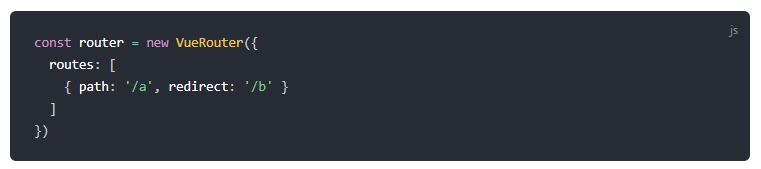 js
const router = new VueRouter({
  routes: [
    { path: '/a', redirect: '/b' }
  ]
})